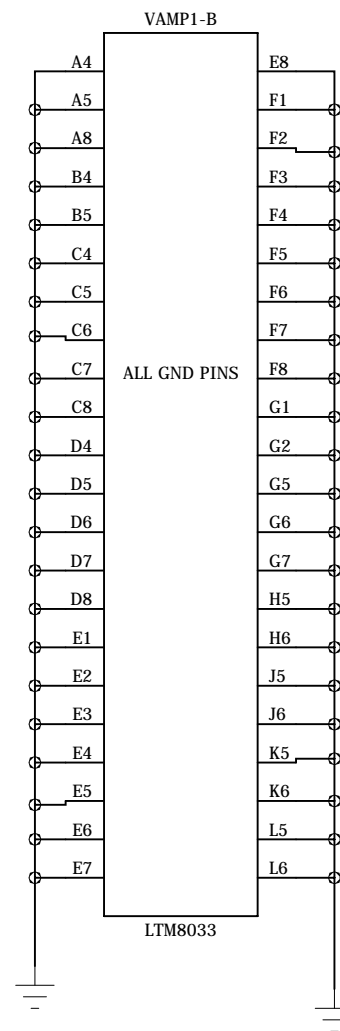 VAMP1-B
A4 E8
A5 F1
A8 F2
B4 F3
B5 F4
C4 F5
C5 F6
C6 F7
C7 ALL GND PINS F8
C8 G1
D4 G2
D5 G5
D6 G6
D7 G7
D8 H5
E1 H6
E2 J5
E3 J6
E4 K5
E5 K6
E6 L5
E7 L6
LTM8033